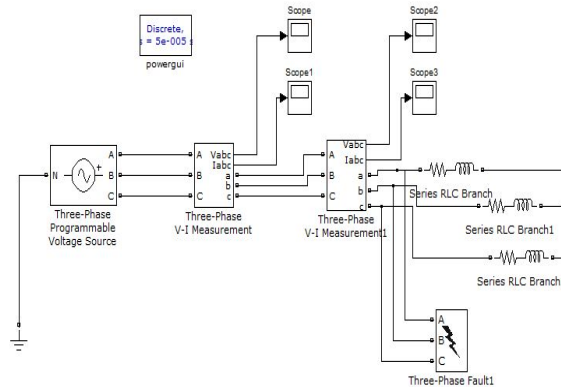 Scope
Scope2
Discrete,
s = 5e-005 s
powergui
Scope1
Scope3
Vabc
Iabc
A
B
C
a
b
c
Vabc
Iabc
A
B
C
a
b
c
N
A
B
C
Three-Phase
Programmable
Voltage Source
Three-Phase
V-I Measurement
Three-Phase
V-I Measurement1
Series RLC Branch
Series RLC Branch1
Series RLC Branch
A
B
C
Three-Phase Fault1